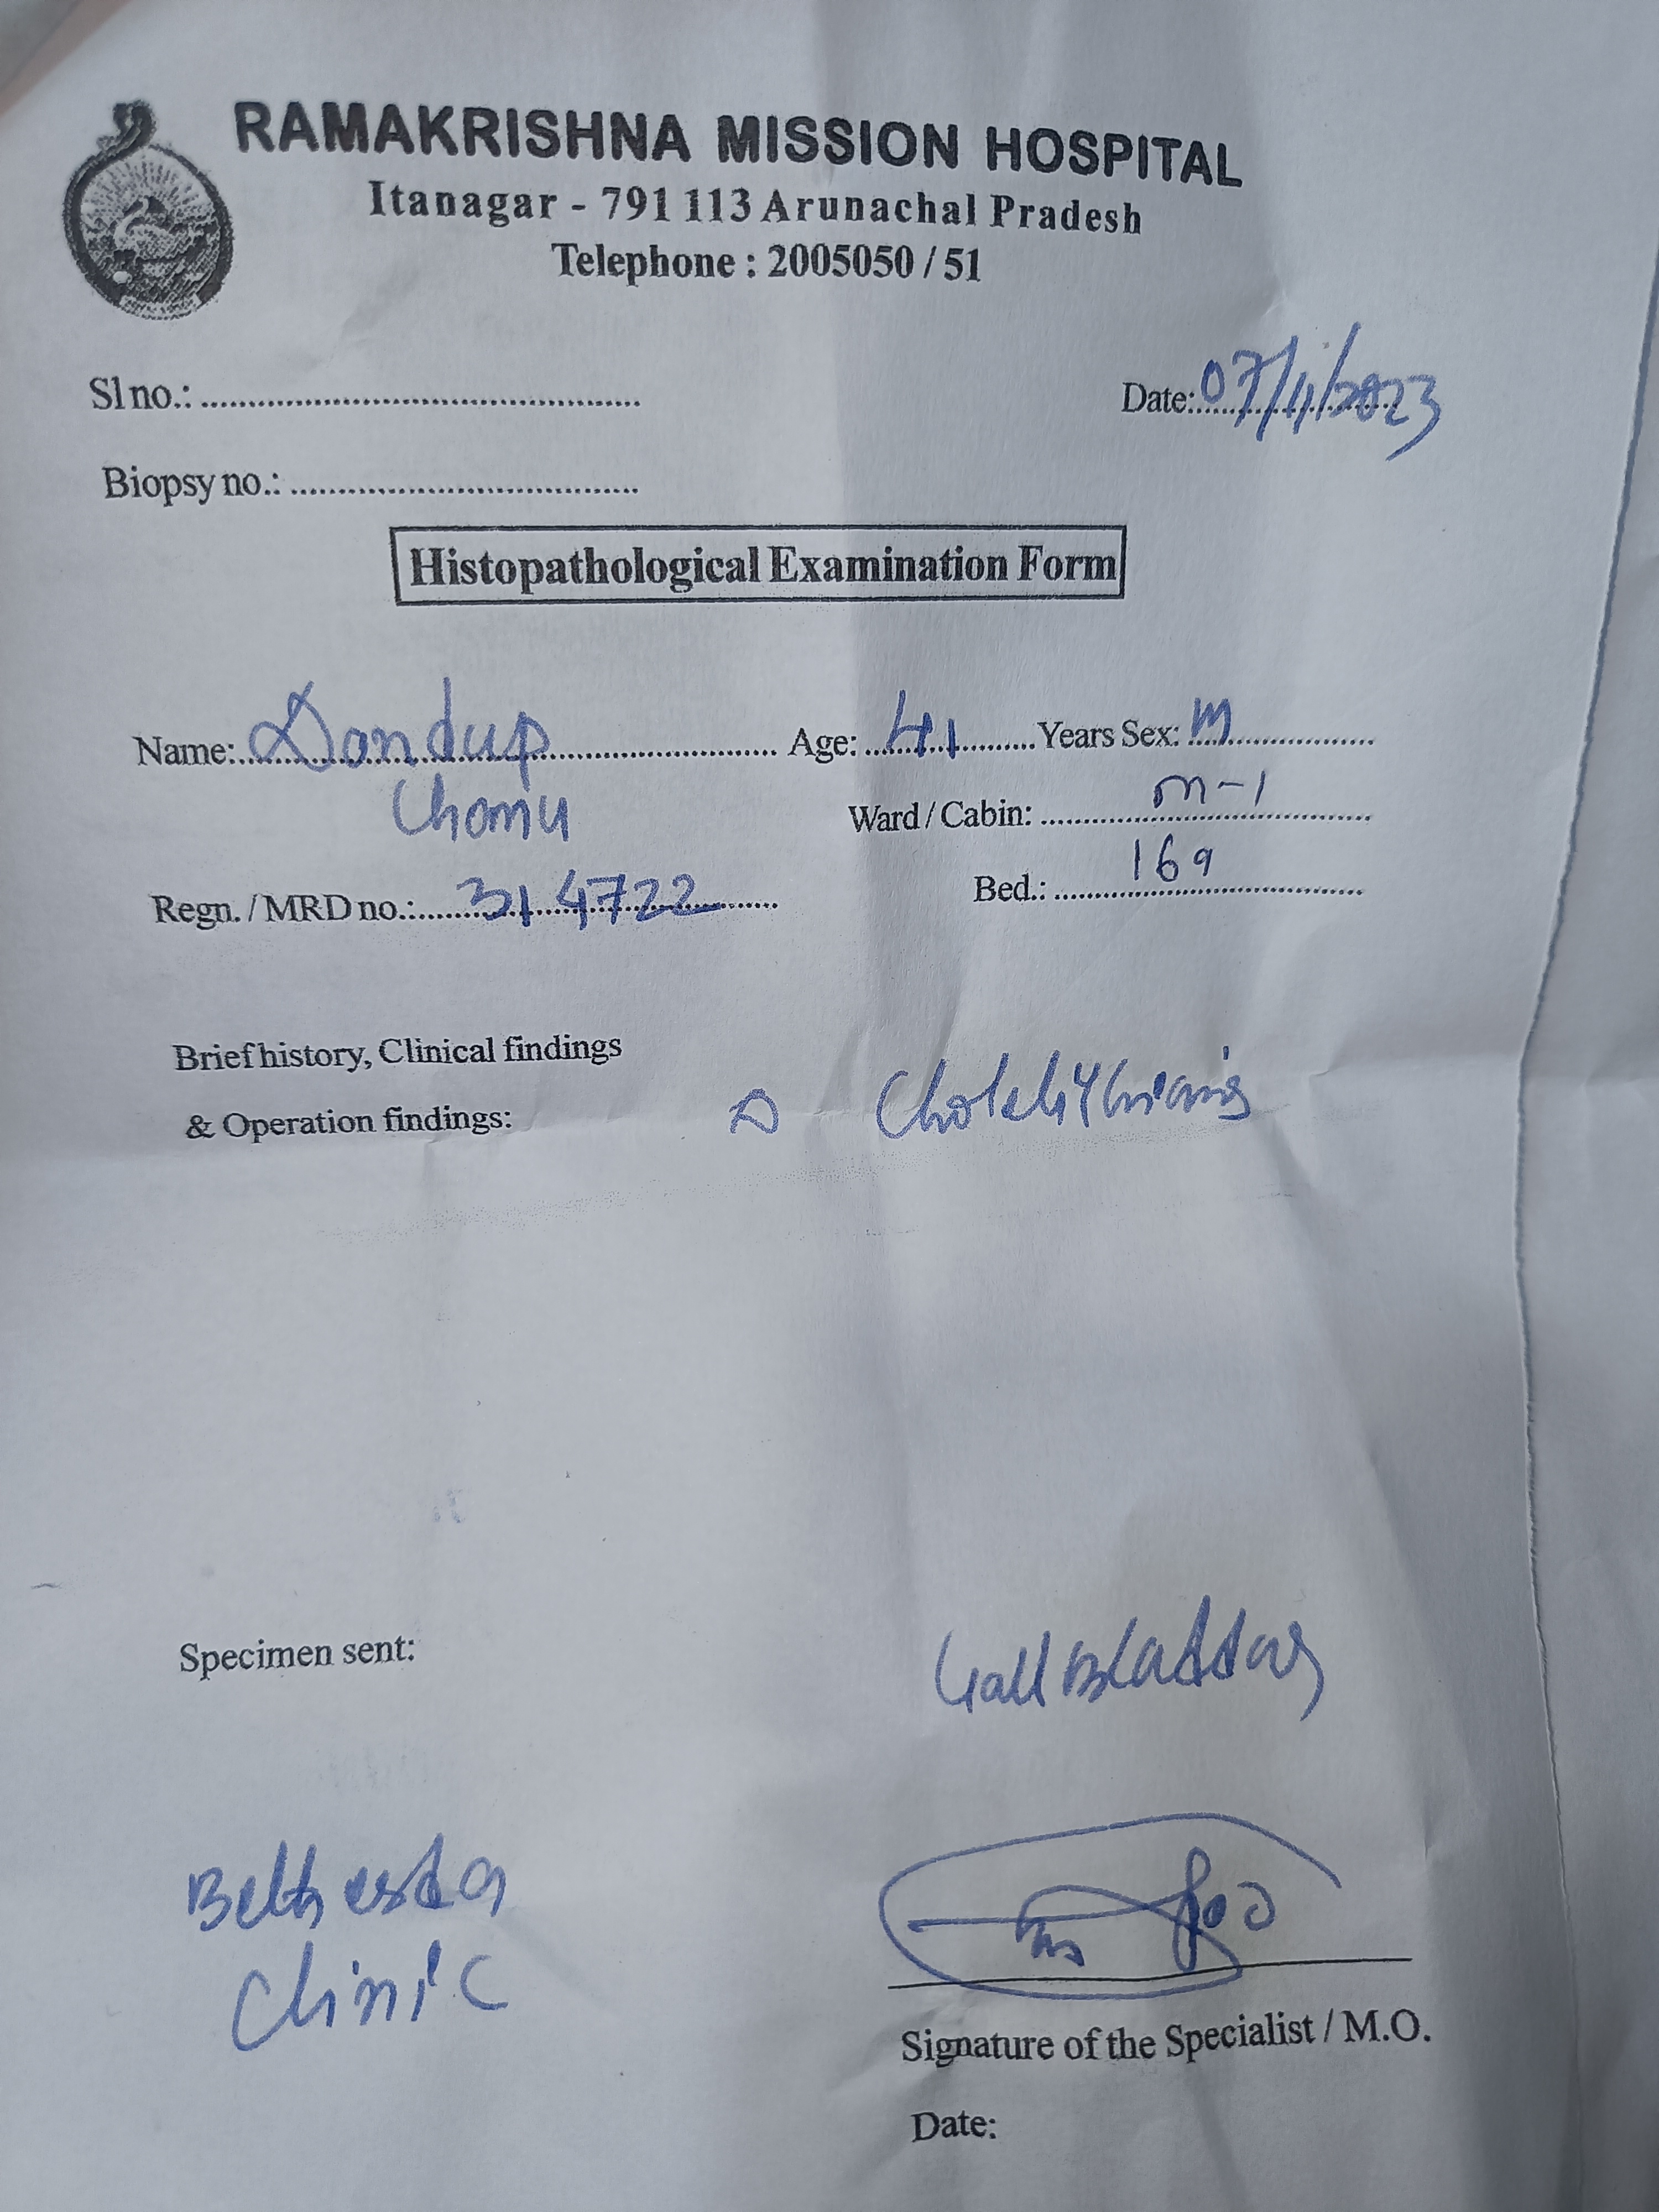 RAMAKRISHNA MISSION HOSPITAL
Itanagar - 791 113 Arunachal Pradesh
Telephone : 2005050 / 51
Sl no.: ............................................. Date: 07/11/2023
Biopsy no.: .....................................
Histopathological Examination Form
Name: Dondup Age: 41 Years Sex: M
Chomu
Ward / Cabin: m-1
Regn. / MRD no.: 314722 Bed.: 169
Brief history, Clinical findings
& Operation findings:
Specimen sent: Gall Bladder
Bethesda
Clinic
Signature of the Specialist / M.O.
Date: